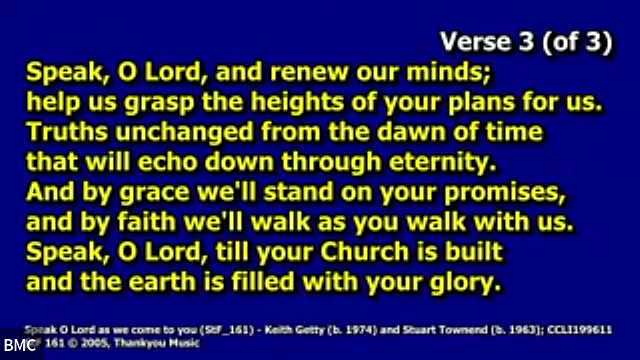 Verse 3 (of 3)
Speak, O Lord, and renew our minds;
help us grasp the heights of your plans for us.
Truths unchanged from the dawn of time
that will echo down through eternity.
And by grace we'll stand on your promises,
and by faith we'll walk as you walk with us.
Speak, O Lord, till your Church is built
and the earth is filled with your glory.
Speak O Lord as we come to you (StF_161) - Keith Getty (b. 1974) and Stuart Townend (b. 1963); CCLI199611
BMC 161 © 2005, Thankyou Music